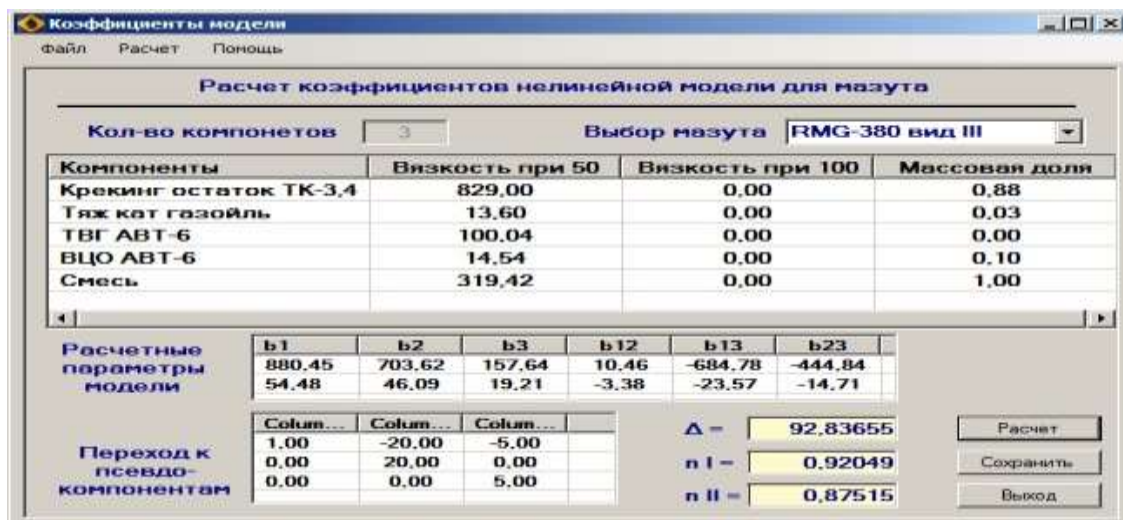 Коэффициенты модели
Файл Расчет Помощь
Расчет коэффициентов нелинейной модели для мазута
Кол-во компонетов 3 Выбор мазута RMG-380 вид III
Компоненты Вязкость при 50 Вязкость при 100 Массовая доля
Крекинг остаток ТК-3,4 829,00 0,00 0,88
Тяж кат газойль 13,60 0,00 0,03
ТВГ АВТ-6 100,04 0,00 0,00
ВЦО АВТ-6 14,54 0,00 0,10
Смесь 319,42 0,00 1,00
Расчетные параметры модели
b1 b2 b3 b12 b13 b23
880,45 703,62 157,64 10,46 -684,78 -444,84
54,48 46,09 19,21 -3,38 -23,57 -14,71
Переход к псевдо-компонентам
Colum... Colum... Colum...
1,00 -20,00 -5,00
0,00 20,00 0,00
0,00 0,00 5,00
Δ = 92,83655 Расчет
n I = 0,92049 Сохранить
n II = 0,87515 Выход